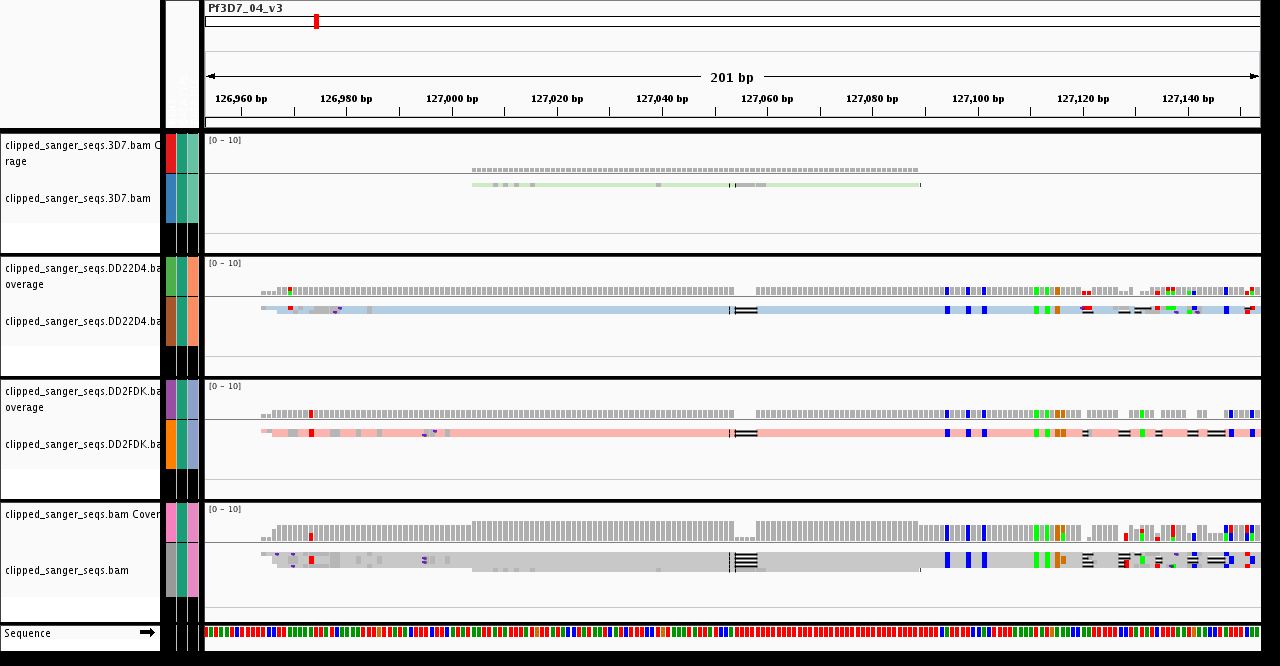 Pf3D7_04_v3
201 bp
126,960 bp 126,980 bp 127,000 bp 127,020 bp 127,040 bp 127,060 bp 127,080 bp 127,100 bp 127,120 bp 127,140 bp
clipped_sanger_seqs.3D7.bam C
rage
[0 - 10]
clipped_sanger_seqs.3D7.bam
clipped_sanger_seqs.DD22D4.ba
overage
[0 - 10]
clipped_sanger_seqs.DD22D4.ba
clipped_sanger_seqs.DD2FDK.ba
overage
[0 - 10]
clipped_sanger_seqs.DD2FDK.ba
clipped_sanger_seqs.bam Cover
[0 - 10]
clipped_sanger_seqs.bam
Sequence